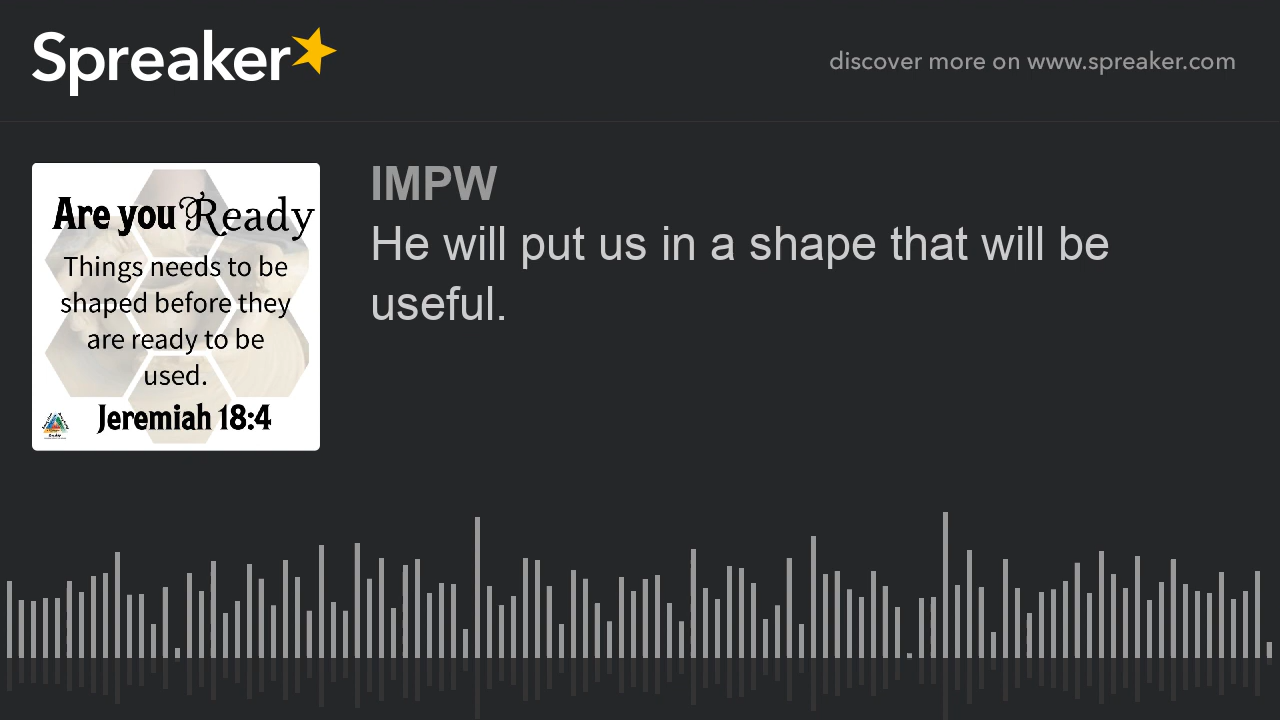 Spreaker
discover more on www.spreaker.com
IMPW
He will put us in a shape that will be
useful.
Are you Ready
Things needs to be
shaped before they
are ready to be
used.
Jeremiah 18:4